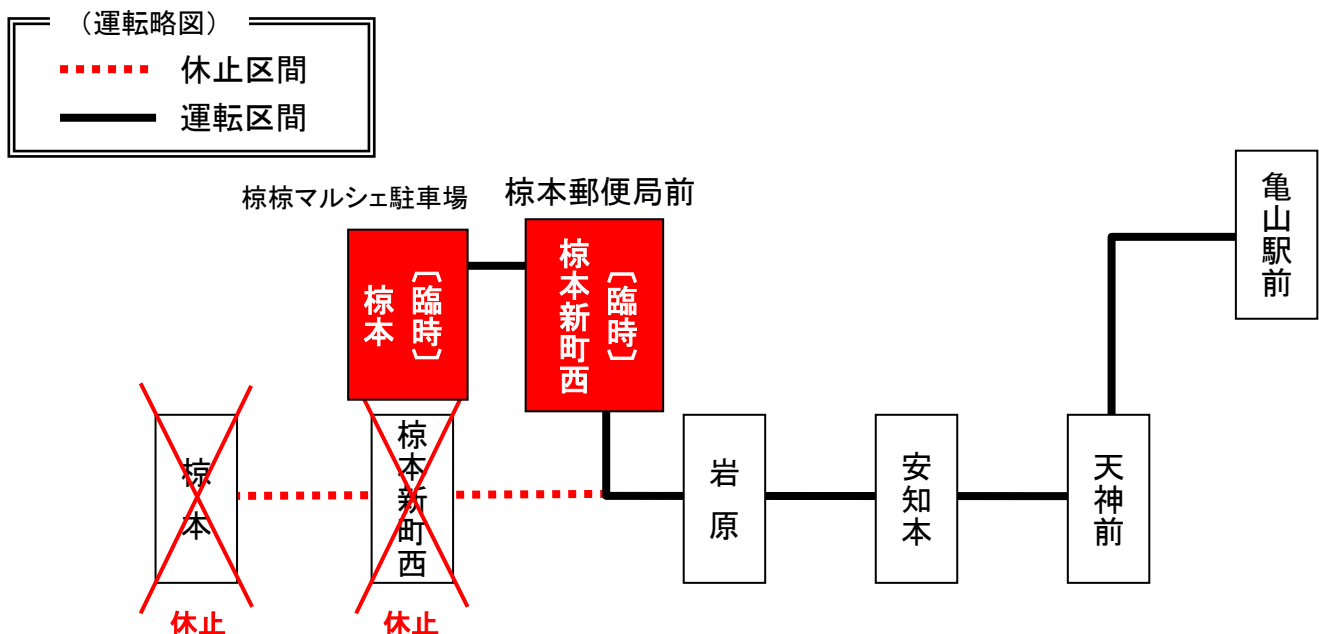 (運転略図)
休止区間
運転区間
椋椋マルシェ駐車場
椋本郵便局前
〔臨時〕
椋本
〔臨時〕
椋本新町西
亀山駅前
椋本
椋本新町西
岩原
安知本
天神前
休止
休止